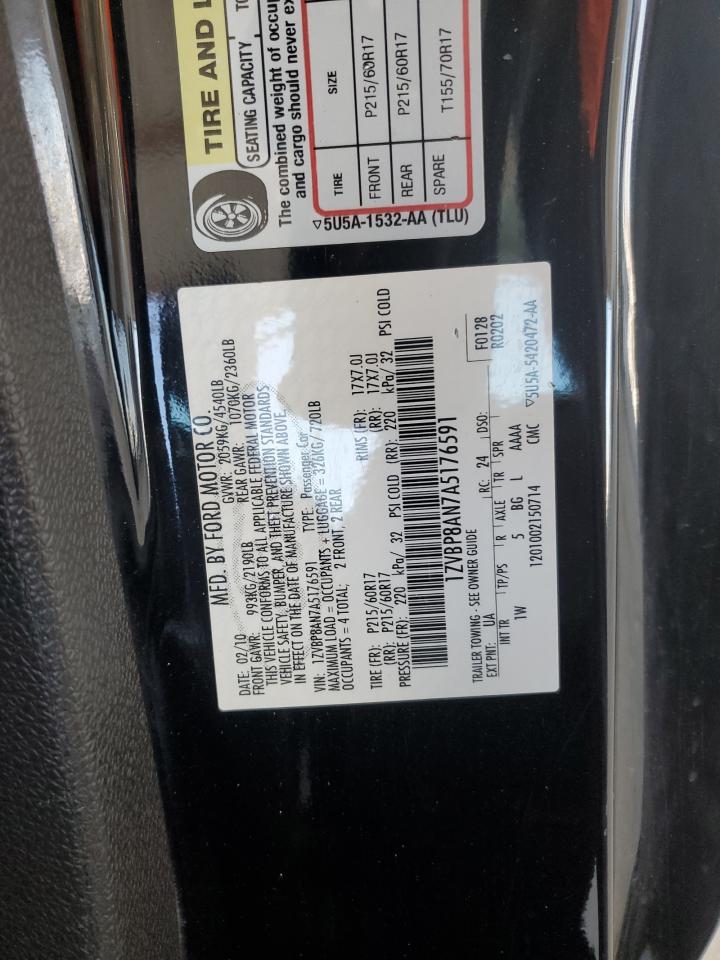 TIRE AND L
SEATING CAPACITY TO
The combined weight of occup
and cargo should never ex
TIRE SIZE
FRONT P215/60R17
REAR P215/60R17
SPARE T155/70R17
▽5U5A-1532-AA (TLU)
MFD. BY FORD MOTOR CO.
DATE: 02/10 GVWR: 2059KG/4540LB
FRONT GAWR: 993KG/2190LB REAR GAWR: 1070KG/2360LB
THIS VEHICLE CONFORMS TO ALL APPLICABLE FEDERAL MOTOR
VEHICLE SAFETY, BUMPER, AND THEFT PREVENTION STANDARDS
IN EFFECT ON THE DATE OF MANUFACTURE SHOWN ABOVE.
VIN: 1ZVBP8AN7A5176591 TYPE: Passenger Car
MAXIMUM LOAD = OCCUPANTS + LUGGAGE = 326KG/ 720LB
OCCUPANTS = 4 TOTAL; 2 FRONT, 2 REAR
TIRE (FR): P215/60R17 RIMS (FR): 17X7.0J
(RR): P215/60R17 (RR): 17X7.0J
PRESSURE (FR): 220 kPa/ 32 PSI COLD (RR): 220 kPa/ 32 PSI COLD
1ZVBP8AN7A5176591
TRAILER TOWING - SEE OWNER GUIDE
EXT PNT: UA RC: 24 DSO: F0128
R0202
INT TR TP/PS R AXLE TR SPR
1W 5 BG L AAAA
12010002150714 CMC ▽5U5A-5420472-AA